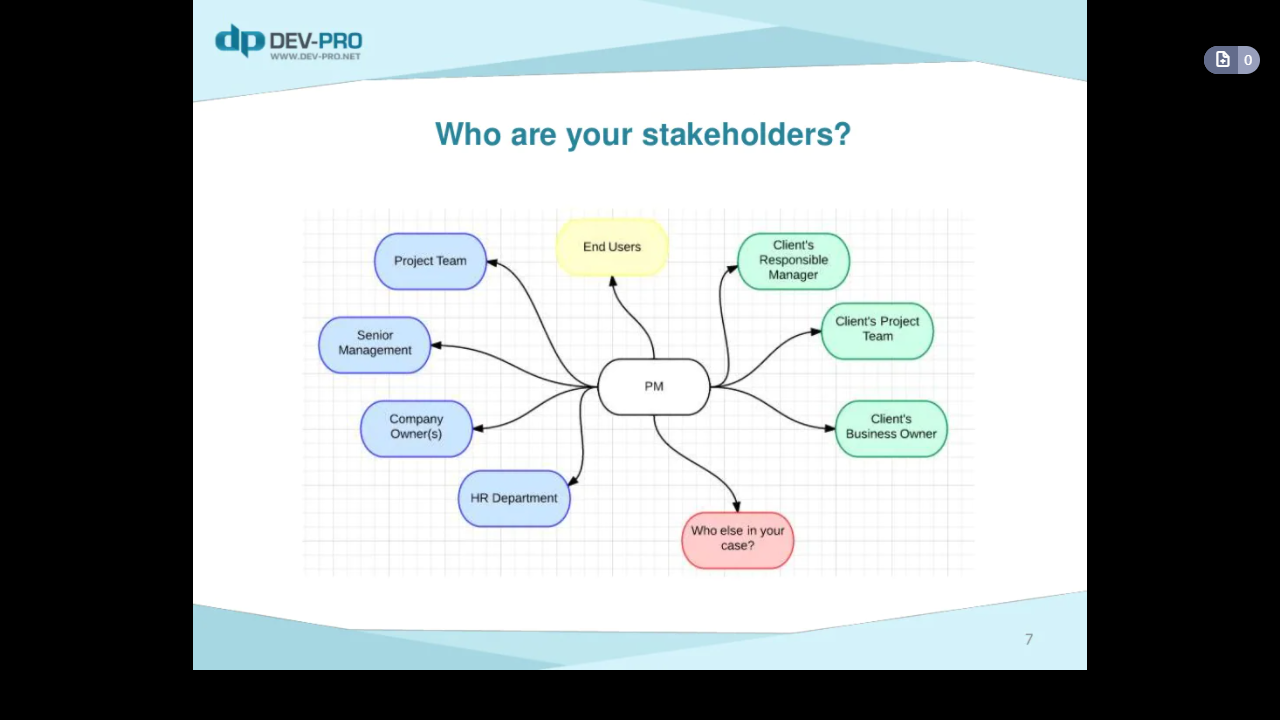 dp DEV-PRO
WWW.DEV-PRO.NET
0
Who are your stakeholders?
End Users
Client's
Responsible
Manager
Project Team
Client's Project
Team
Senior
Management
PM
Company
Owner(s)
Client's
Business Owner
HR Department
Who else in your
case?
7